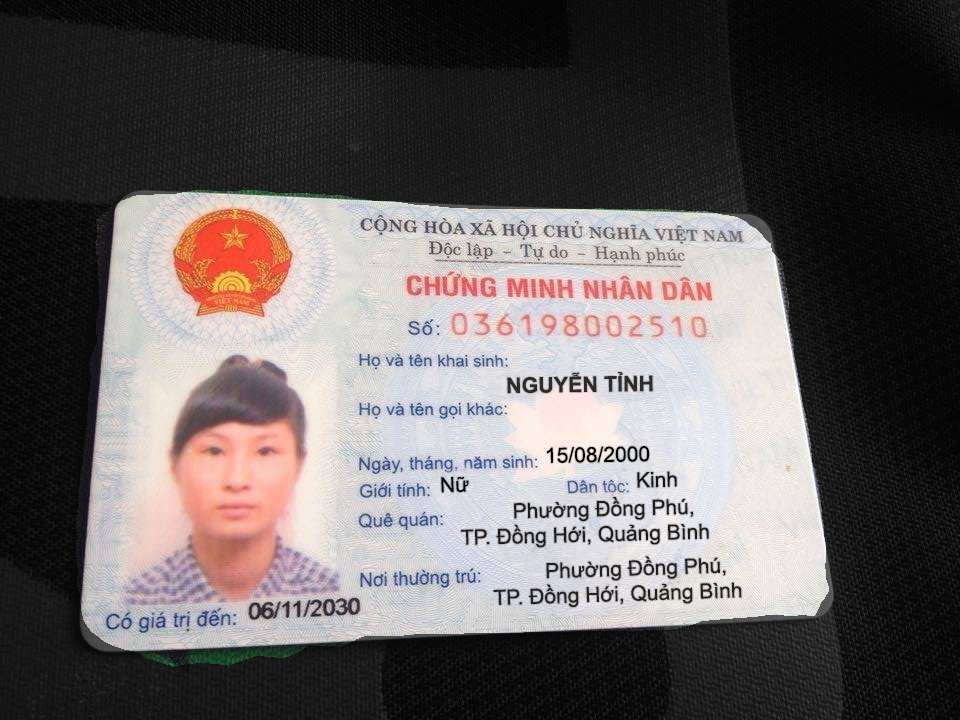 CỘNG HÒA XÃ HỘI CHỦ NGHĨA VIỆT NAM
Độc lập – Tự do – Hạnh phúc
CHỨNG MINH NHÂN DÂN
Số: 036198002510
Họ và tên khai sinh:
NGUYỄN TỈNH
Họ và tên gọi khác:
Ngày, tháng, năm sinh: 15/08/2000
Giới tính: Nữ Dân tộc: Kinh
Quê quán: Phường Đồng Phú,
TP. Đồng Hới, Quảng Bình
Nơi thường trú: Phường Đồng Phú,
TP. Đồng Hới, Quảng Bình
Có giá trị đến: 06/11/2030
VIỆT NAM